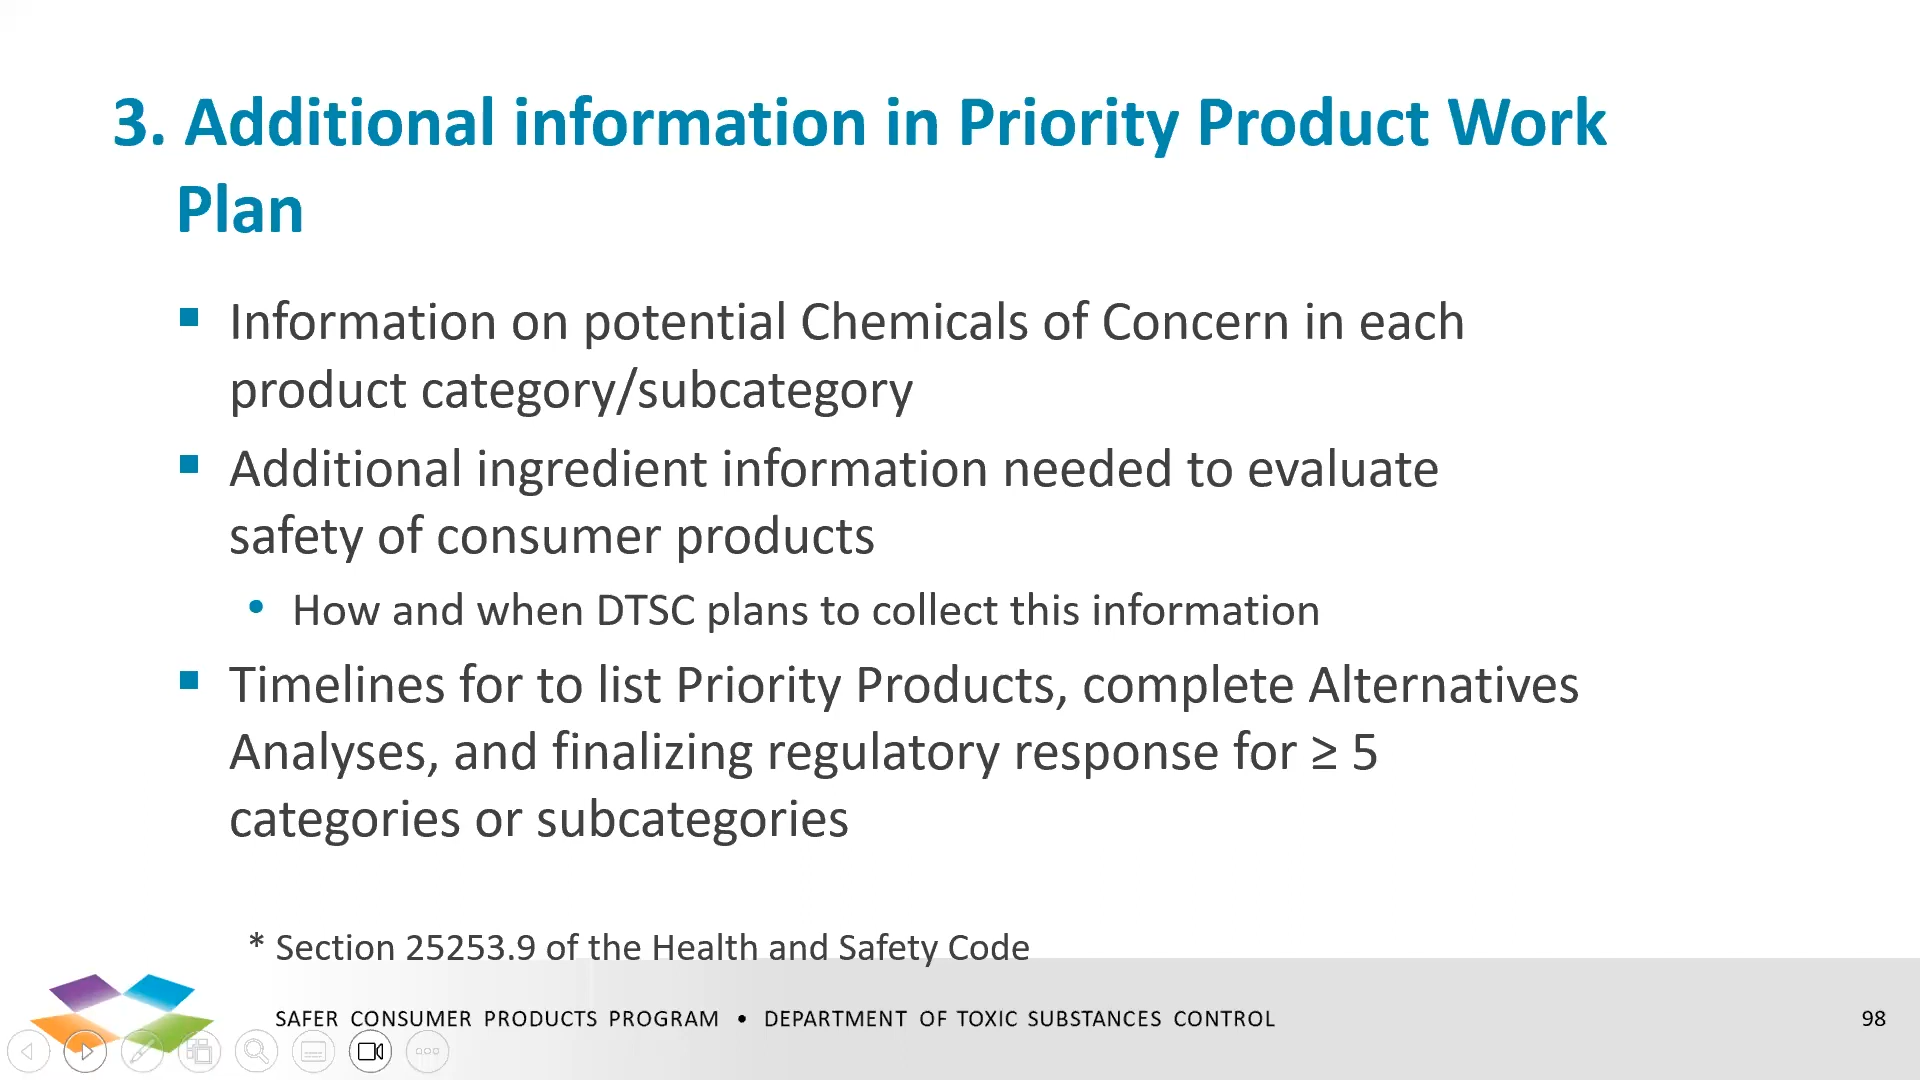 3. Additional information in Priority Product Work
Plan
▪ Information on potential Chemicals of Concern in each
product category/subcategory
▪ Additional ingredient information needed to evaluate
safety of consumer products
• How and when DTSC plans to collect this information
▪ Timelines for to list Priority Products, complete Alternatives
Analyses, and finalizing regulatory response for ≥ 5
categories or subcategories
* Section 25253.9 of the Health and Safety Code
SAFER CONSUMER PRODUCTS PROGRAM • DEPARTMENT OF TOXIC SUBSTANCES CONTROL
98